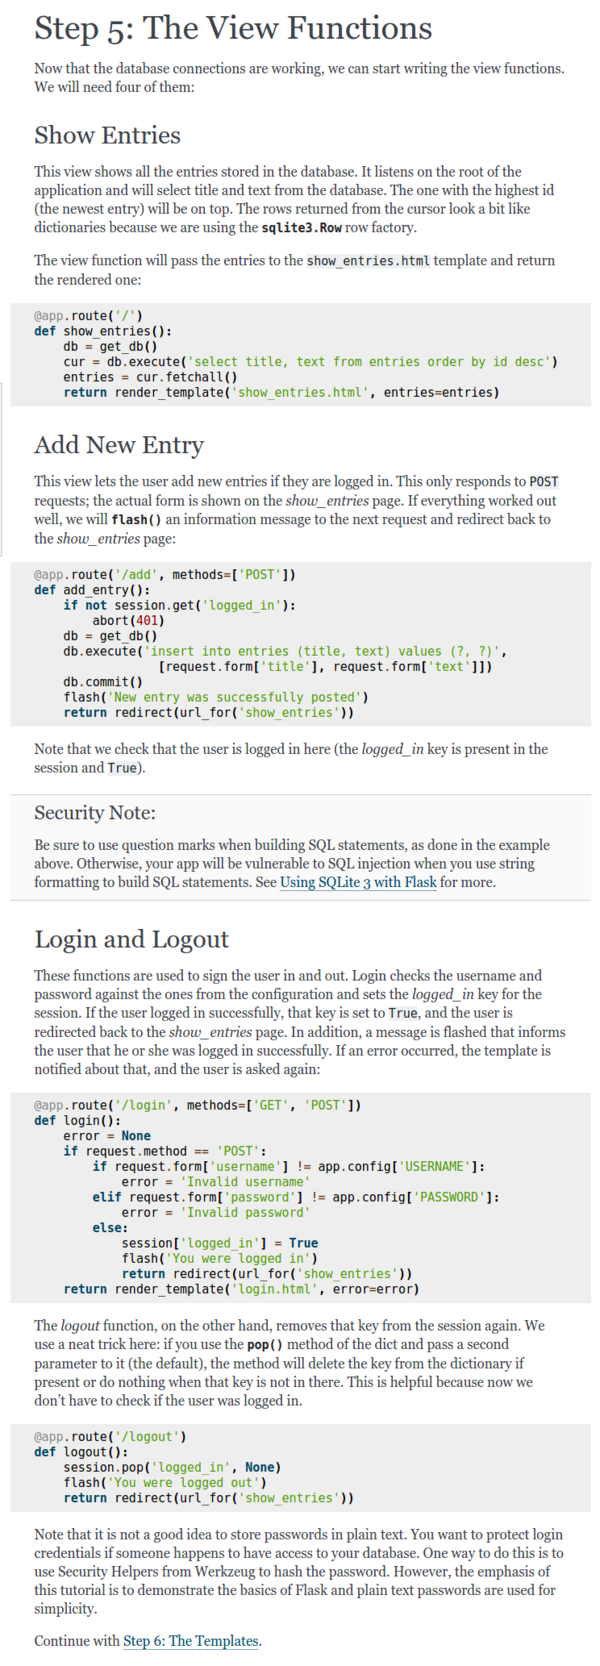 Step 5: The View Functions
Now that the database connections are working, we can start writing the view functions.
We will need four of them:
Show Entries
This view shows all the entries stored in the database. It listens on the root of the
application and will select title and text from the database. The one with the highest id
(the newest entry) will be on top. The rows returned from the cursor look a bit like
dictionaries because we are using the sqlite3.Row row factory.
The view function will pass the entries to the show_entries.html template and return
the rendered one:
@app.route('/')
def show_entries():
    db = get_db()
    cur = db.execute('select title, text from entries order by id desc')
    entries = cur.fetchall()
    return render_template('show_entries.html', entries=entries)
Add New Entry
This view lets the user add new entries if they are logged in. This only responds to POST
requests; the actual form is shown on the show_entries page. If everything worked out
well, we will flash() an information message to the next request and redirect back to
the show_entries page:
@app.route('/add', methods=['POST'])
def add_entry():
    if not session.get('logged_in'):
        abort(401)
    db = get_db()
    db.execute('insert into entries (title, text) values (?, ?)',
                 [request.form['title'], request.form['text']])
    db.commit()
    flash('New entry was successfully posted')
    return redirect(url_for('show_entries'))
Note that we check that the user is logged in here (the logged_in key is present in the
session and True).
Security Note:
Be sure to use question marks when building SQL statements, as done in the example
above. Otherwise, your app will be vulnerable to SQL injection when you use string
formatting to build SQL statements. See Using SQLite 3 with Flask for more.
Login and Logout
These functions are used to sign the user in and out. Login checks the username and
password against the ones from the configuration and sets the logged_in key for the
session. If the user logged in successfully, that key is set to True, and the user is
redirected back to the show_entries page. In addition, a message is flashed that informs
the user that he or she was logged in successfully. If an error occurred, the template is
notified about that, and the user is asked again:
@app.route('/login', methods=['GET', 'POST'])
def login():
    error = None
    if request.method == 'POST':
        if request.form['username'] != app.config['USERNAME']:
            error = 'Invalid username'
        elif request.form['password'] != app.config['PASSWORD']:
            error = 'Invalid password'
        else:
            session['logged_in'] = True
            flash('You were logged in')
            return redirect(url_for('show_entries'))
    return render_template('login.html', error=error)
The logout function, on the other hand, removes that key from the session again. We
use a neat trick here: if you use the pop() method of the dict and pass a second
parameter to it (the default), the method will delete the key from the dictionary if
present or do nothing when that key is not in there. This is helpful because now we
don't have to check if the user was logged in.
@app.route('/logout')
def logout():
    session.pop('logged_in', None)
    flash('You were logged out')
    return redirect(url_for('show_entries'))
Note that it is not a good idea to store passwords in plain text. You want to protect login
credentials if someone happens to have access to your database. One way to do this is to
use Security Helpers from Werkzeug to hash the password. However, the emphasis of
this tutorial is to demonstrate the basics of Flask and plain text passwords are used for
simplicity.
Continue with Step 6: The Templates.